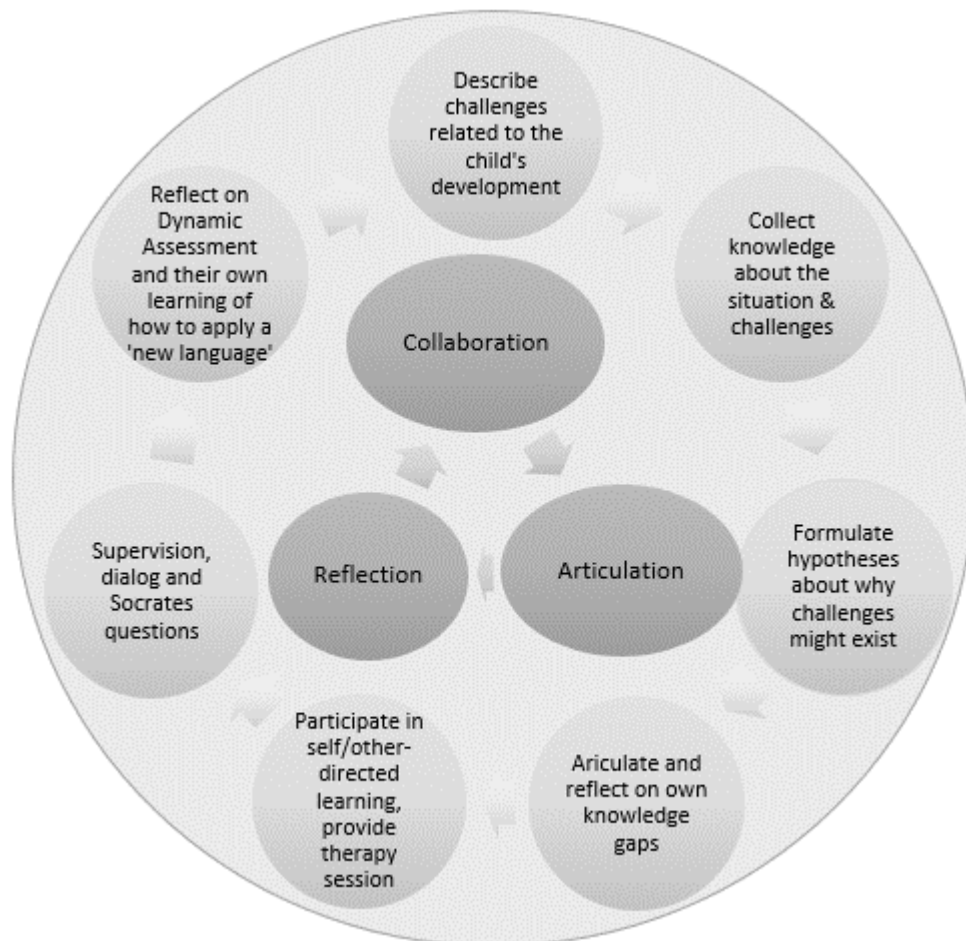 Describe
challenges
related to the
child's
development
Collect
knowledge
about the
situation &
challenges
Formulate
hypotheses
about why
challenges
might exist
Ariculate and
reflect on own
knowledge
gaps
Participate in
self/other-
directed
learning,
provide
therapy
session
Supervision,
dialog and
Socrates
questions
Reflect on
Dynamic
Assessment
and their own
learning of
how to apply a
'new language'
Collaboration
Articulation
Reflection